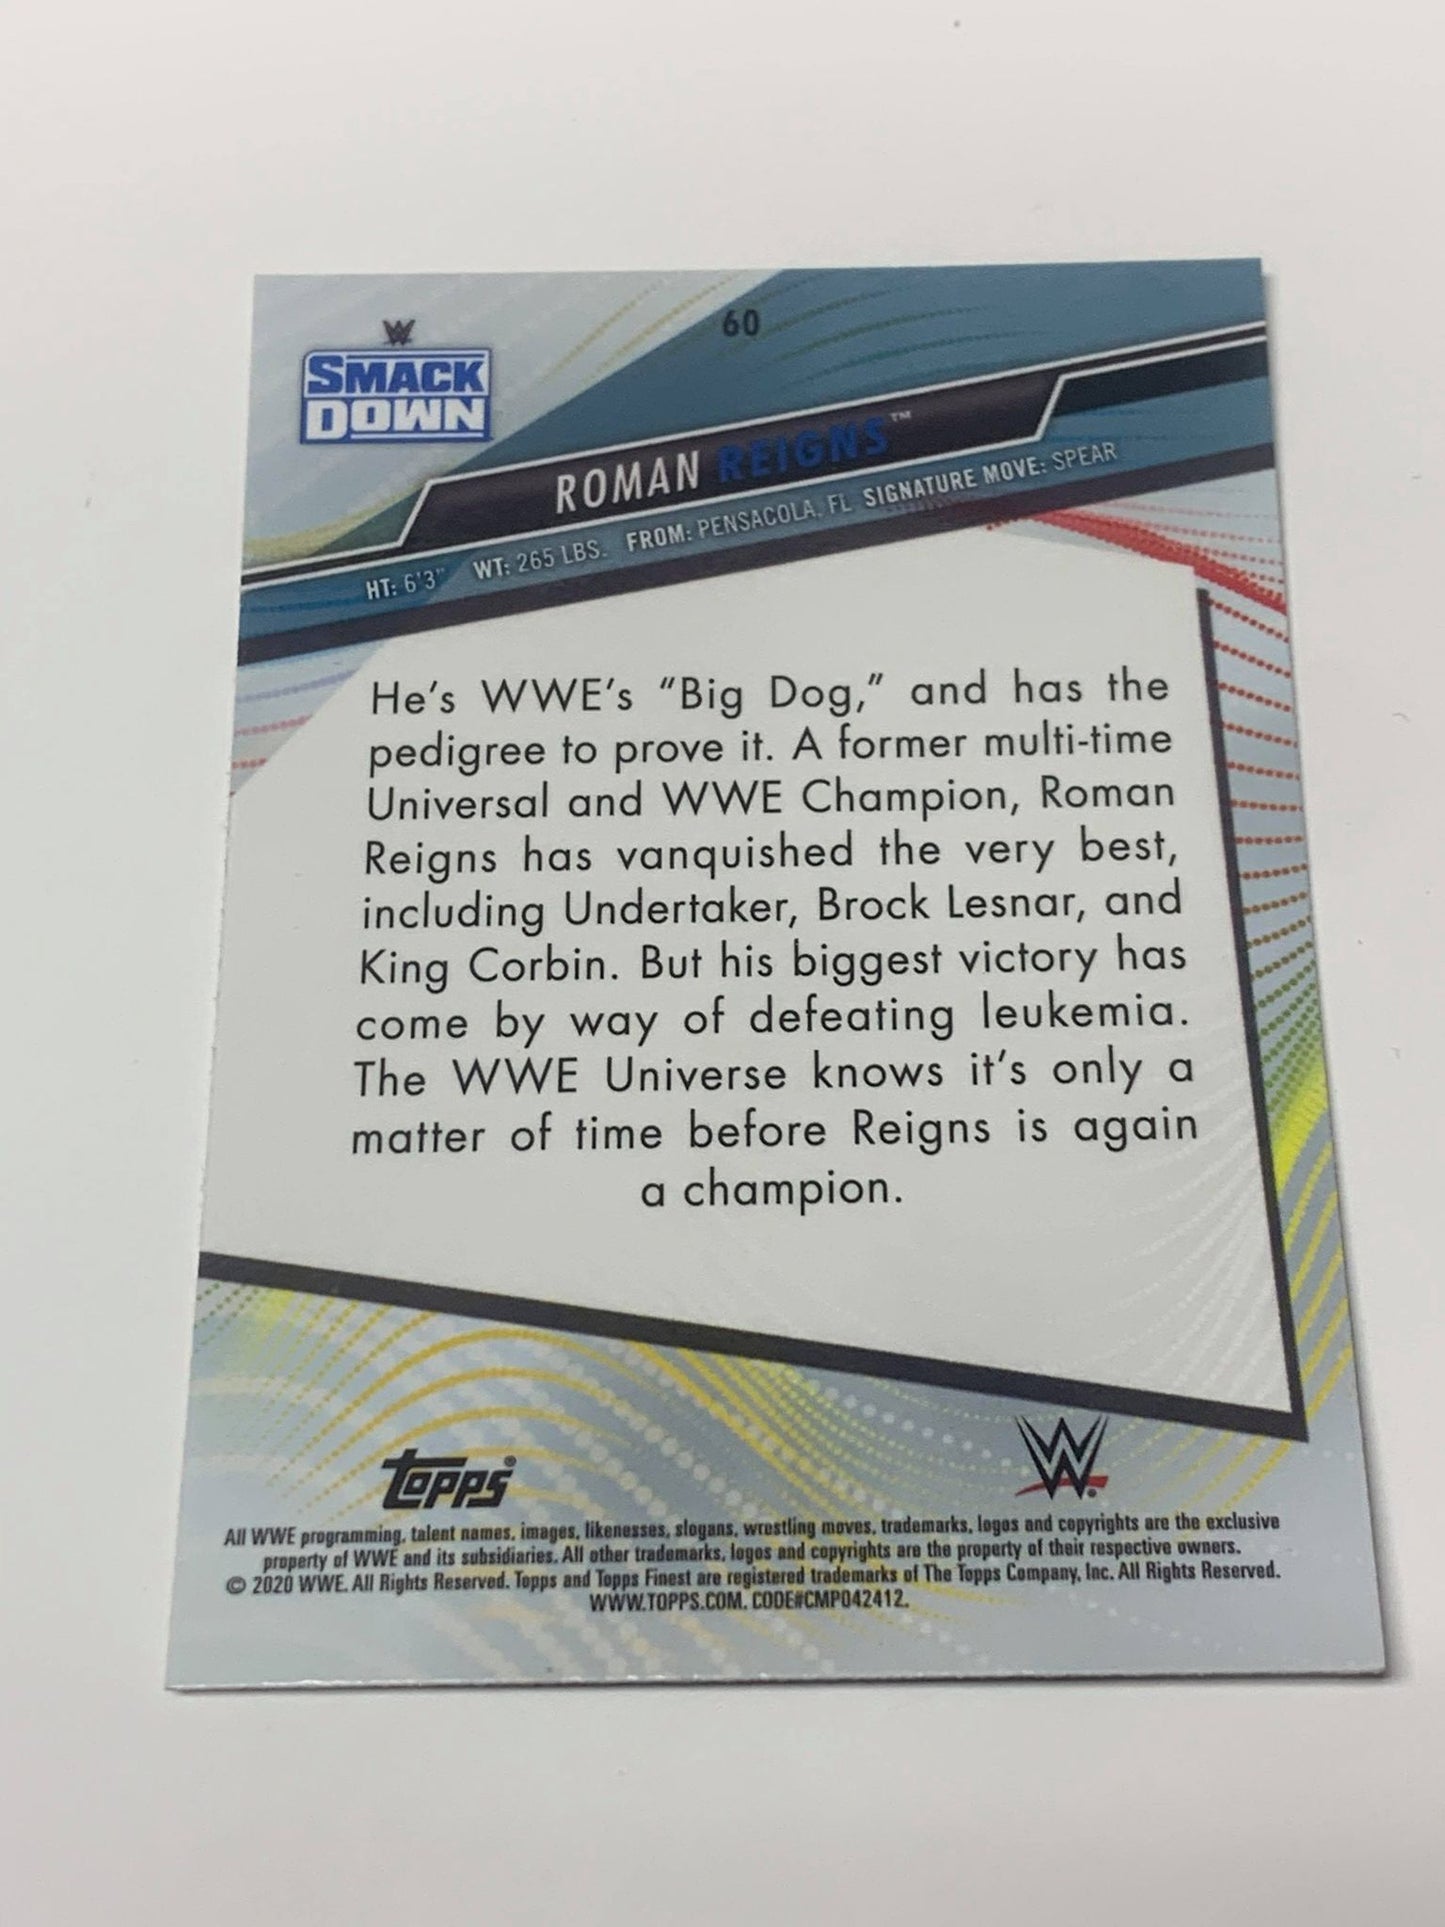 60
W
SMACK
DOWN
ROMAN REIGNS™
HT: 6'3" WT: 265 LBS. FROM: PENSACOLA, FL SIGNATURE MOVE: SPEAR
He's WWE's “Big Dog,” and has the
pedigree to prove it. A former multi-time
Universal and WWE Champion, Roman
Reigns has vanquished the very best,
including Undertaker, Brock Lesnar, and
King Corbin. But his biggest victory has
come by way of defeating leukemia.
The WWE Universe knows it's only a
matter of time before Reigns is again
a champion.
Topps®
W
All WWE programming, talent names, images, likenesses, slogans, wrestling moves, trademarks, logos and copyrights are the exclusive
property of WWE and its subsidiaries. All other trademarks, logos and copyrights are the property of their respective owners.
© 2020 WWE. All Rights Reserved. Topps and Topps Finest are registered trademarks of The Topps Company, Inc. All Rights Reserved.
WWW.TOPPS.COM. CODE#CMP042412.